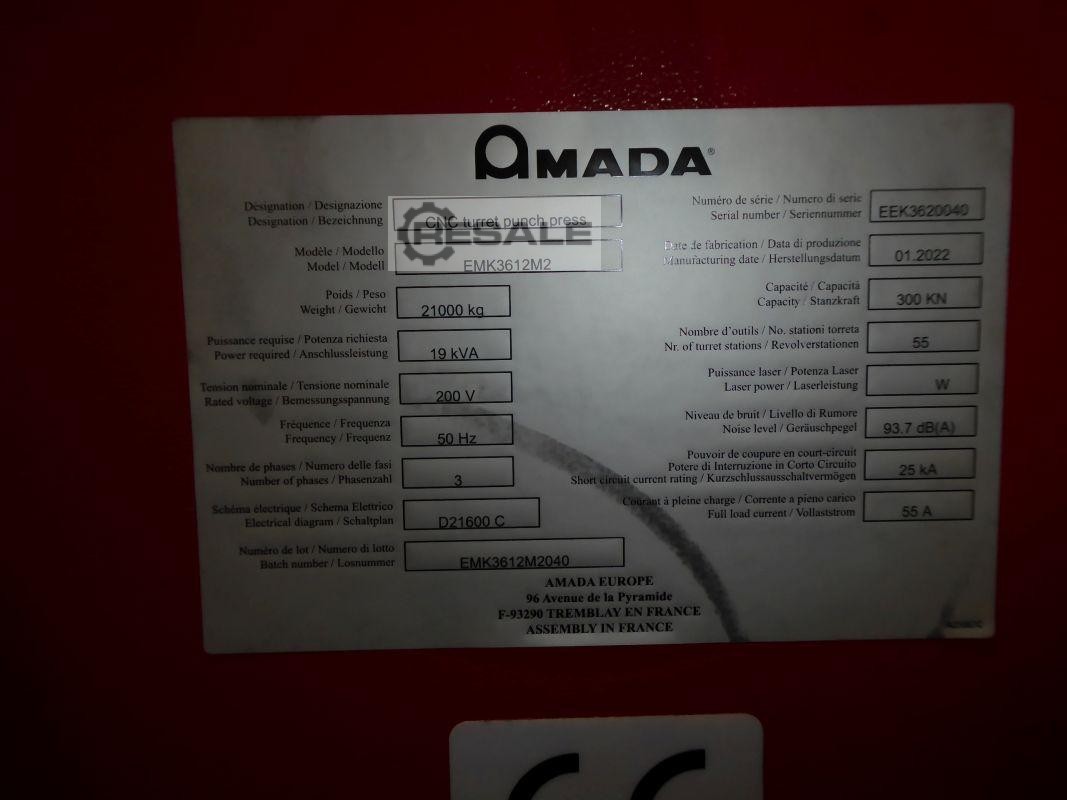 AMADA®
Désignation / Designazione
Designation / Bezeichnung
CNC turret punch press
RESALE
Modèle / Modello
Model / Modell
EMK3612M2
Poids / Peso
Weight / Gewicht
21000 kg
Puissance requise / Potenza richiesta
Power required / Anschlussleistung
19 kVA
Tension nominale / Tensione nominale
Rated voltage / Bemessungsspannung
200 V
Fréquence / Frequenza
Frequency / Frequenz
50 Hz
Nombre de phases / Numero delle fasi
Number of phases / Phasenzahl
3
Schéma électrique / Schema Elettrico
Electrical diagram / Schaltplan
D21600 C
Numéro de lot / Numero di lotto
Batch number / Losnummer
EMK3612M2040
Numéro de série / Numero di serie
Serial number / Seriennummer
EEK3620040
Date de fabrication / Data di produzione
Manufacturing date / Herstellungsdatum
01.2022
Capacité / Capacità
Capacity / Stanzkraft
300 KN
Nombre d'outils / No. stationi torreta
Nr. of turret stations / Revolverstationen
55
Puissance laser / Potenza Laser
Laser power / Laserleistung
W
Niveau de bruit / Livello di Rumore
Noise level / Geräuschpegel
93.7 dB(A)
Pouvoir de coupure en court-circuit
Potere di Interruzione in Corto Circuito
Short circuit current rating / Kurzschlussausschaltvermögen
25 kA
Courant à pleine charge / Corrente a pieno carico
Full load current / Vollaststrom
55 A
AMADA EUROPE
96 Avenue de la Pyramide
F-93290 TREMBLAY EN FRANCE
ASSEMBLY IN FRANCE
CE